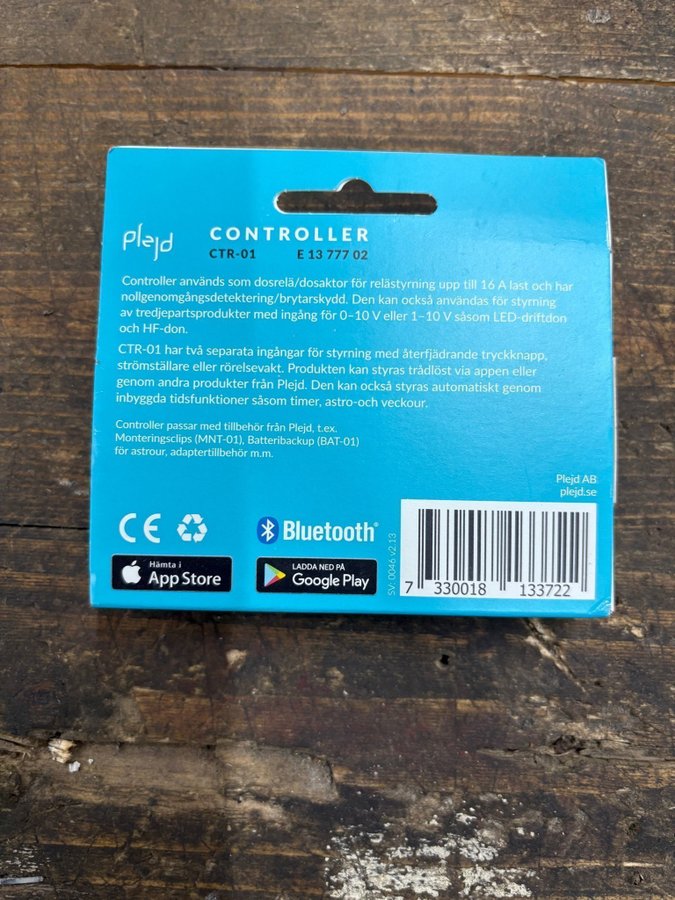 plejd
CONTROLLER
CTR-01 E 13 777 02
Controller används som dosrelä/dosaktor för relästyrning upp till 16 A last och har
nollgenomgångsdetektering/brytarskydd. Den kan också användas för styrning
av tredjepartsprodukter med ingång för 0–10 V eller 1–10 V såsom LED-driftdon
och HF-don.
CTR-01 har två separata ingångar för styrning med återfjädrande tryckknapp,
strömställare eller rörelsevakt. Produkten kan styras trådlöst via appen eller
genom andra produkter från Plejd. Den kan också styras automatiskt genom
inbyggda tidsfunktioner såsom timer, astro-och veckour.
Controller passar med tillbehör från Plejd, t.ex.
Monteringsclips (MNT-01), Batteribackup (BAT-01)
för astrour, adaptertillbehör m.m.
Plejd AB
plejd.se
CE
Bluetooth®
Hämta i
App Store
LADDA NED PÅ
Google Play
SV: 0046 v2.13
7 330018 133722